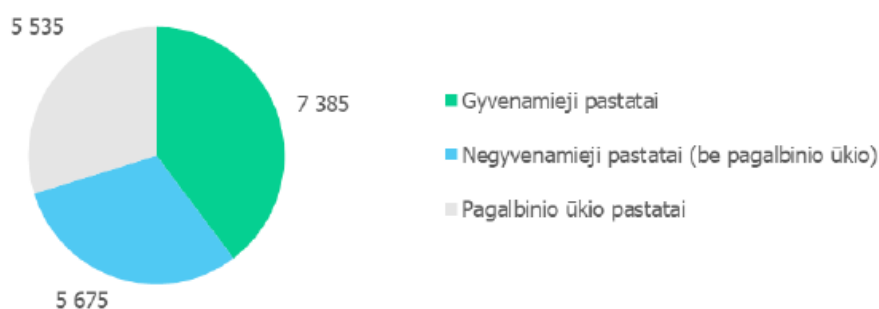 5 535
7 385
5 675
Gyvenamieji pastatai
Negyvenamieji pastatai (be pagalbinio ūkio)
Pagalbinio ūkio pastatai